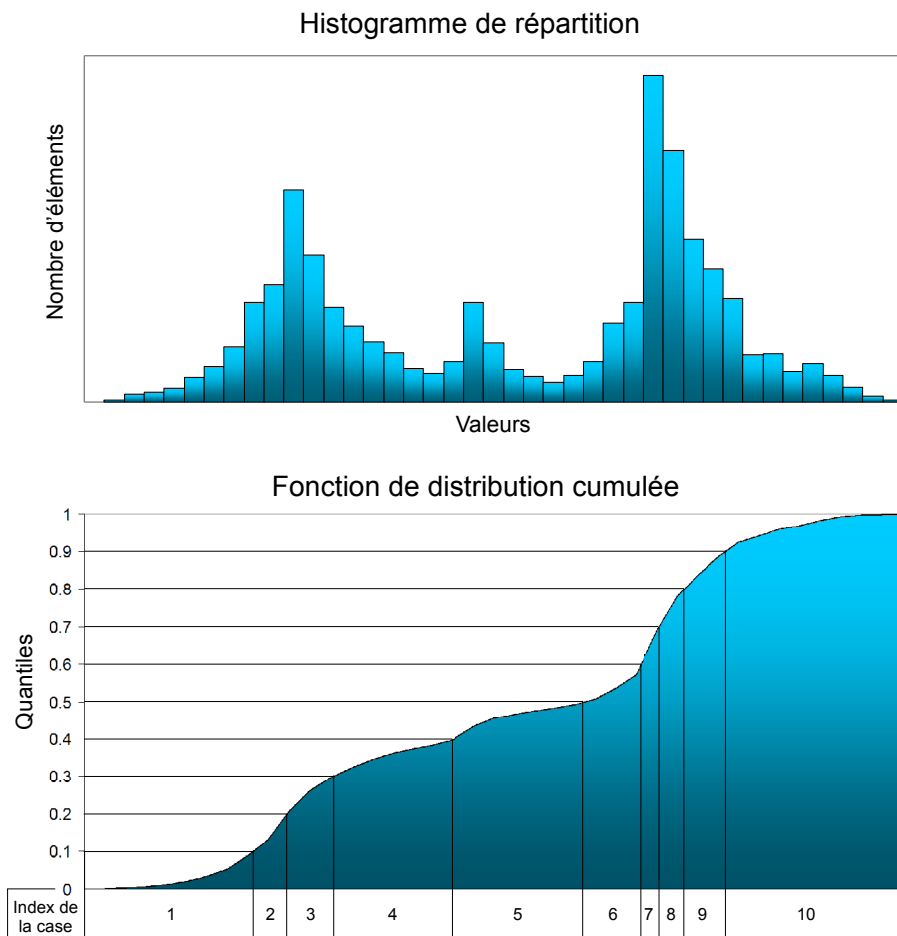 Histogramme de répartition
Nombre d'éléments
Valeurs
Fonction de distribution cumulée
Quantiles
1
0.9
0.8
0.7
0.6
0.5
0.4
0.3
0.2
0.1
0
Index de
la case
1 2 3 4 5 6 7 8 9 10